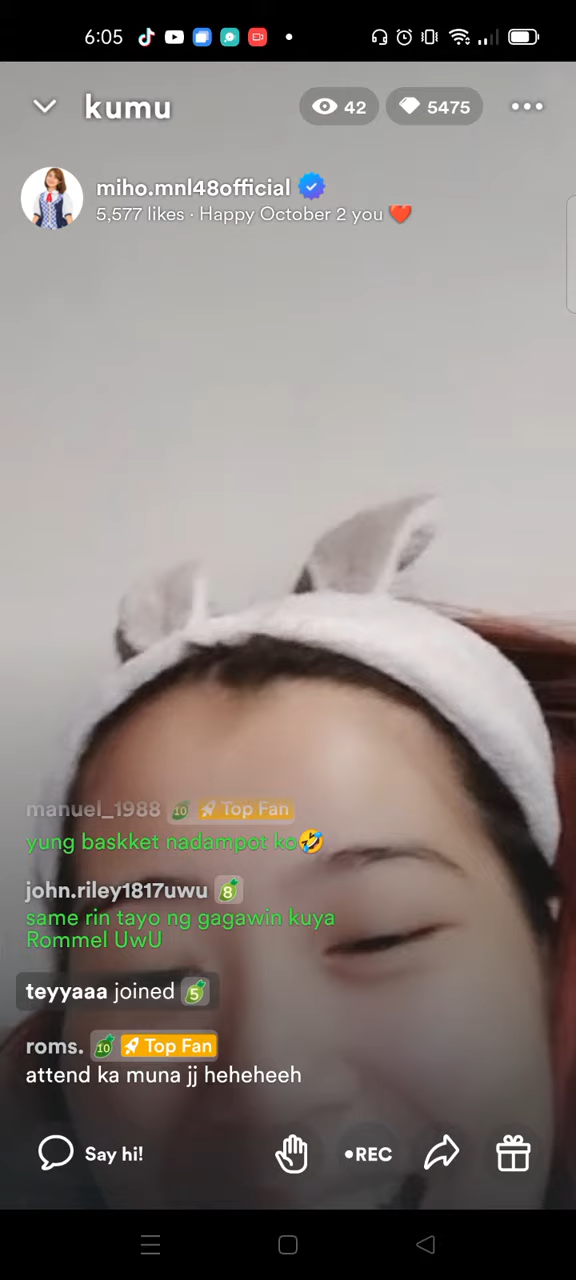 6:05
kumu
42
5475
miho.mnl48official
5,577 likes · Happy October 2 you ❤️
manuel_1988 10 Top Fan
yung baskket nadampot ko🤣
john.riley1817uwu 8
same rin tayo ng gagawin kuya
Rommel UwU
teyyaaa joined 5
roms. 10 Top Fan
attend ka muna jj heheheeh
Say hi!
•REC